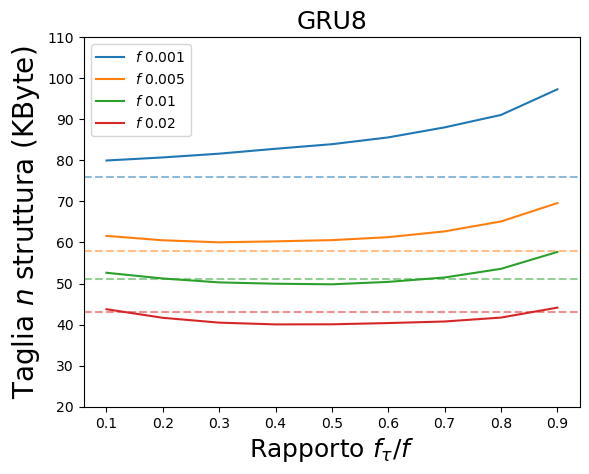 GRU8
Taglia n struttura (KByte)
110
100
90
80
70
60
50
40
30
20
f 0.001
f 0.005
f 0.01
f 0.02
0.1 0.2 0.3 0.4 0.5 0.6 0.7 0.8 0.9
Rapporto fτ/f